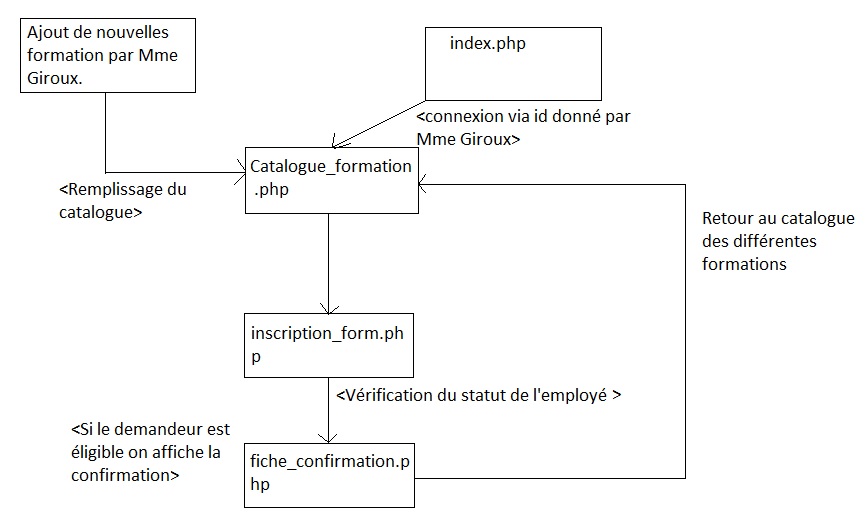 Ajout de nouvelles
formation par Mme
Giroux.
index.php
<connexion via id donné par
Mme Giroux>
Catalogue_formation
.php
<Remplissage du
catalogue>
Retour au catalogue
des différentes
formations
inscription_form.ph
p
<Vérification du statut de l'employé >
<Si le demandeur est
éligible on affiche la
confirmation>
fiche_confirmation.p
hp